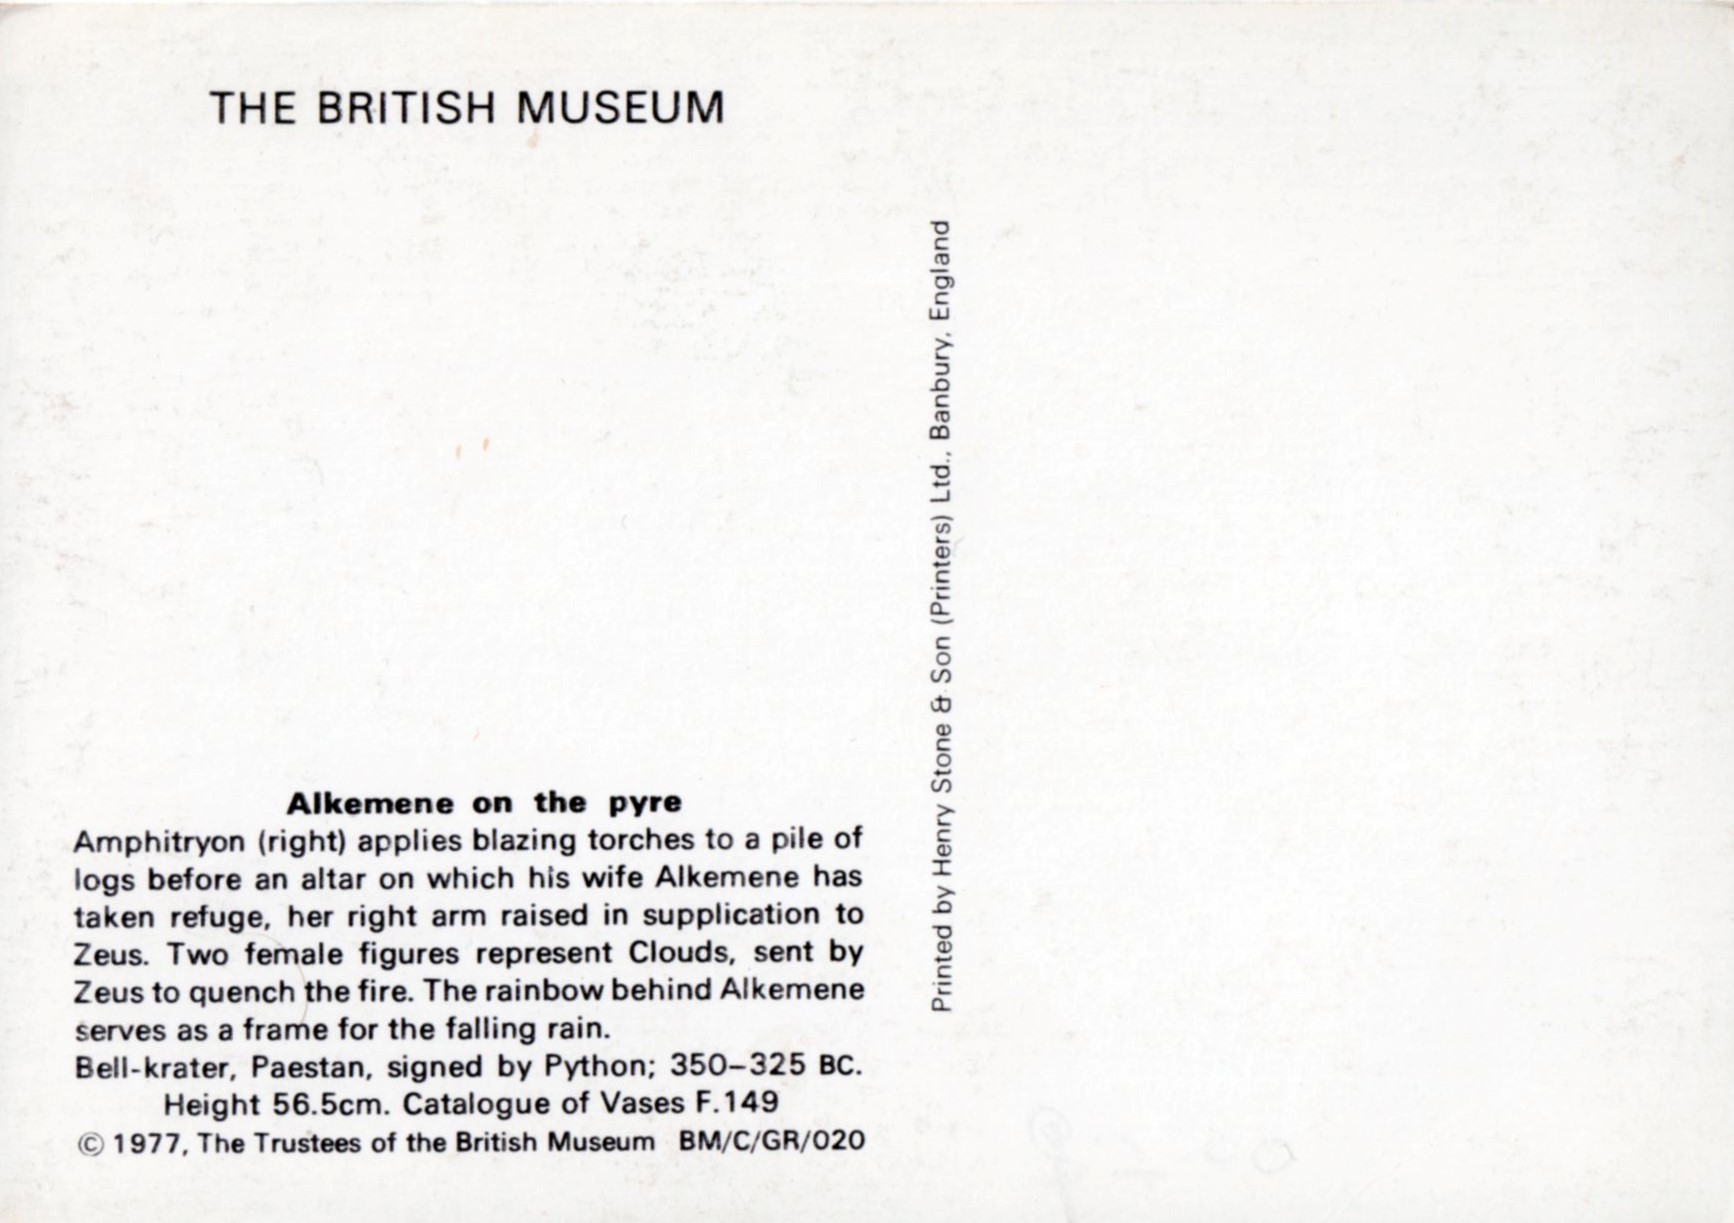 THE BRITISH MUSEUM
Alkemene on the pyre
Amphitryon (right) applies blazing torches to a pile of
logs before an altar on which his wife Alkemene has
taken refuge, her right arm raised in supplication to
Zeus. Two female figures represent Clouds, sent by
Zeus to quench the fire. The rainbow behind Alkemene
serves as a frame for the falling rain.
Bell-krater, Paestan, signed by Python; 350–325 BC.
Height 56.5cm. Catalogue of Vases F.149
© 1977, The Trustees of the British Museum BM/C/GR/020
Printed by Henry Stone & Son (Printers) Ltd., Banbury, England